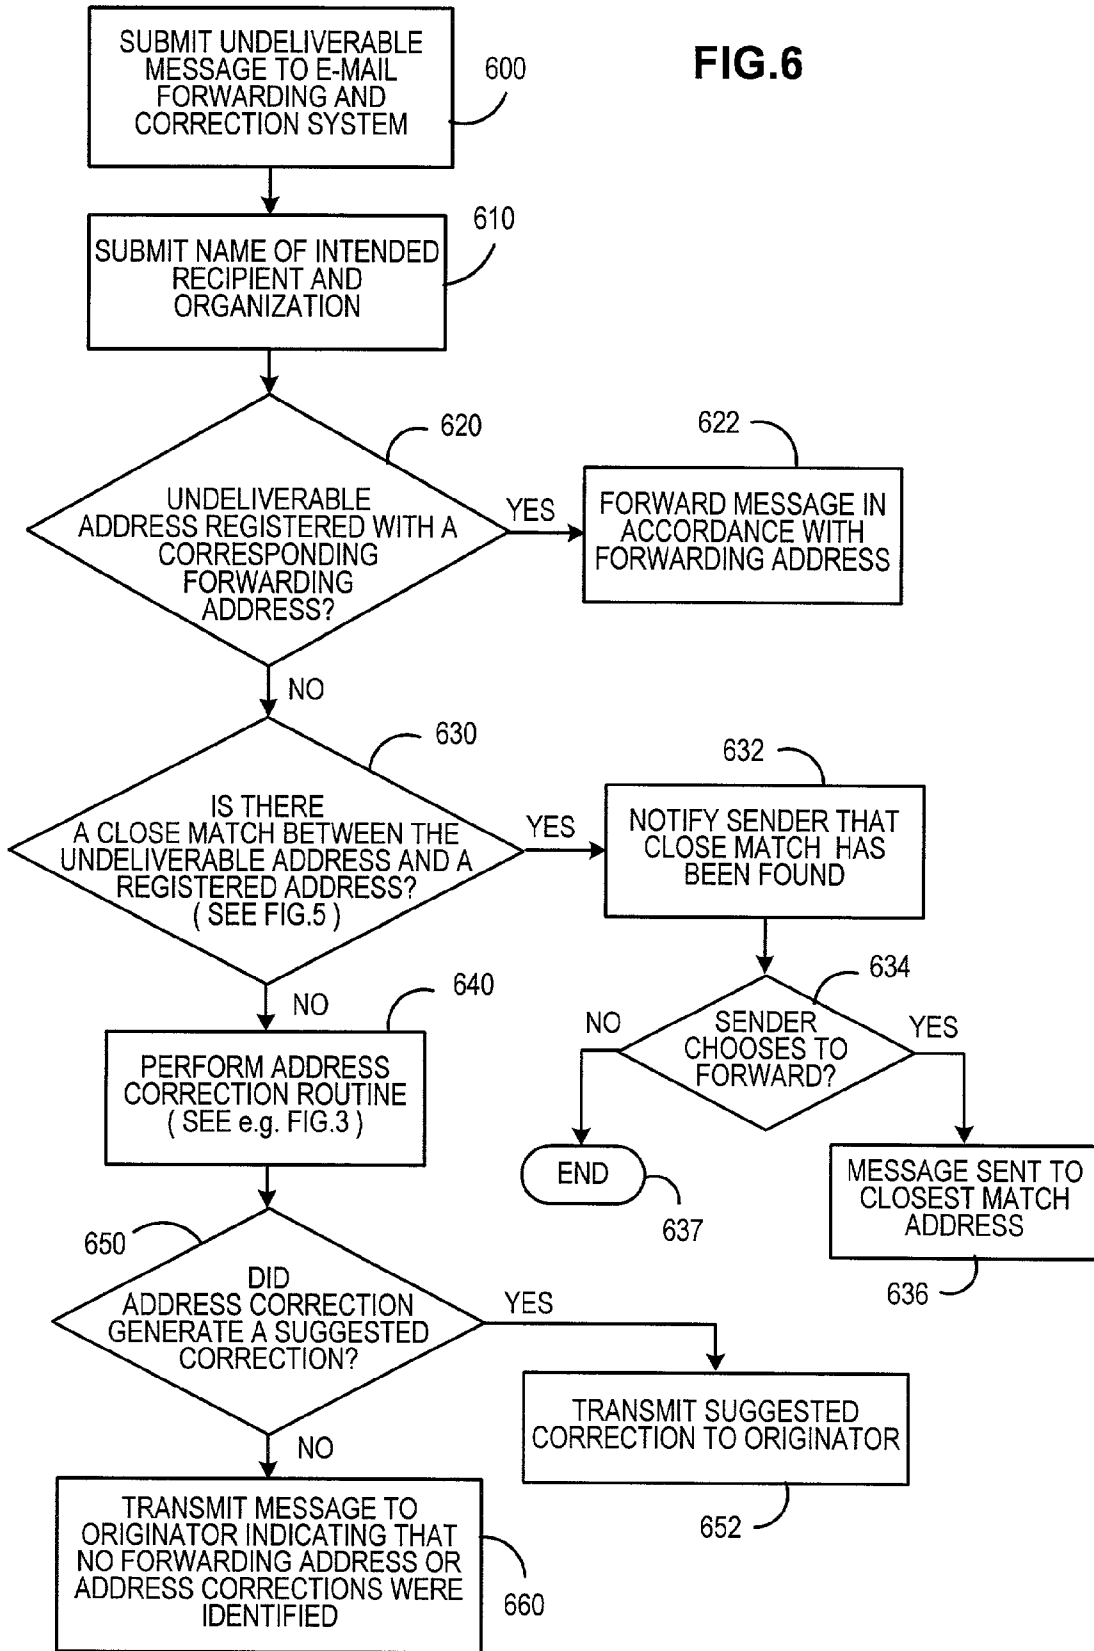 FIG.6
SUBMIT UNDELIVERABLE
MESSAGE TO E-MAIL
FORWARDING AND
CORRECTION SYSTEM
600
SUBMIT NAME OF INTENDED
RECIPIENT AND
ORGANIZATION
610
UNDELIVERABLE
ADDRESS REGISTERED WITH A
CORRESPONDING
FORWARDING
ADDRESS?
620
YES
FORWARD MESSAGE IN
ACCORDANCE WITH
FORWARDING ADDRESS
622
NO
IS THERE
A CLOSE MATCH BETWEEN THE
UNDELIVERABLE ADDRESS AND A
REGISTERED ADDRESS?
( SEE FIG.5 )
630
YES
NOTIFY SENDER THAT
CLOSE MATCH HAS
BEEN FOUND
632
SENDER
CHOOSES TO
FORWARD?
634
NO
YES
END
637
MESSAGE SENT TO
CLOSEST MATCH
ADDRESS
636
NO
PERFORM ADDRESS
CORRECTION ROUTINE
( SEE e.g. FIG.3 )
640
DID
ADDRESS CORRECTION
GENERATE A SUGGESTED
CORRECTION?
650
YES
TRANSMIT SUGGESTED
CORRECTION TO ORIGINATOR
652
NO
TRANSMIT MESSAGE TO
ORIGINATOR INDICATING THAT
NO FORWARDING ADDRESS OR
ADDRESS CORRECTIONS WERE
IDENTIFIED
660